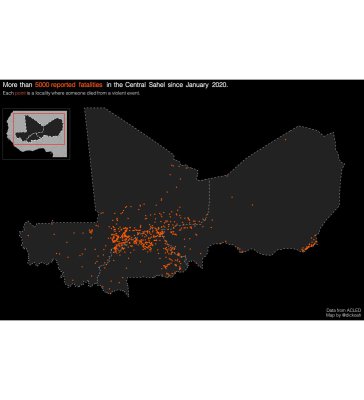 More than 5000 reported fatalities in the Central Sahel since January 2020.
Each point is a locality where someone died from a violent event.
Data from ACLED
Map by @dickoah